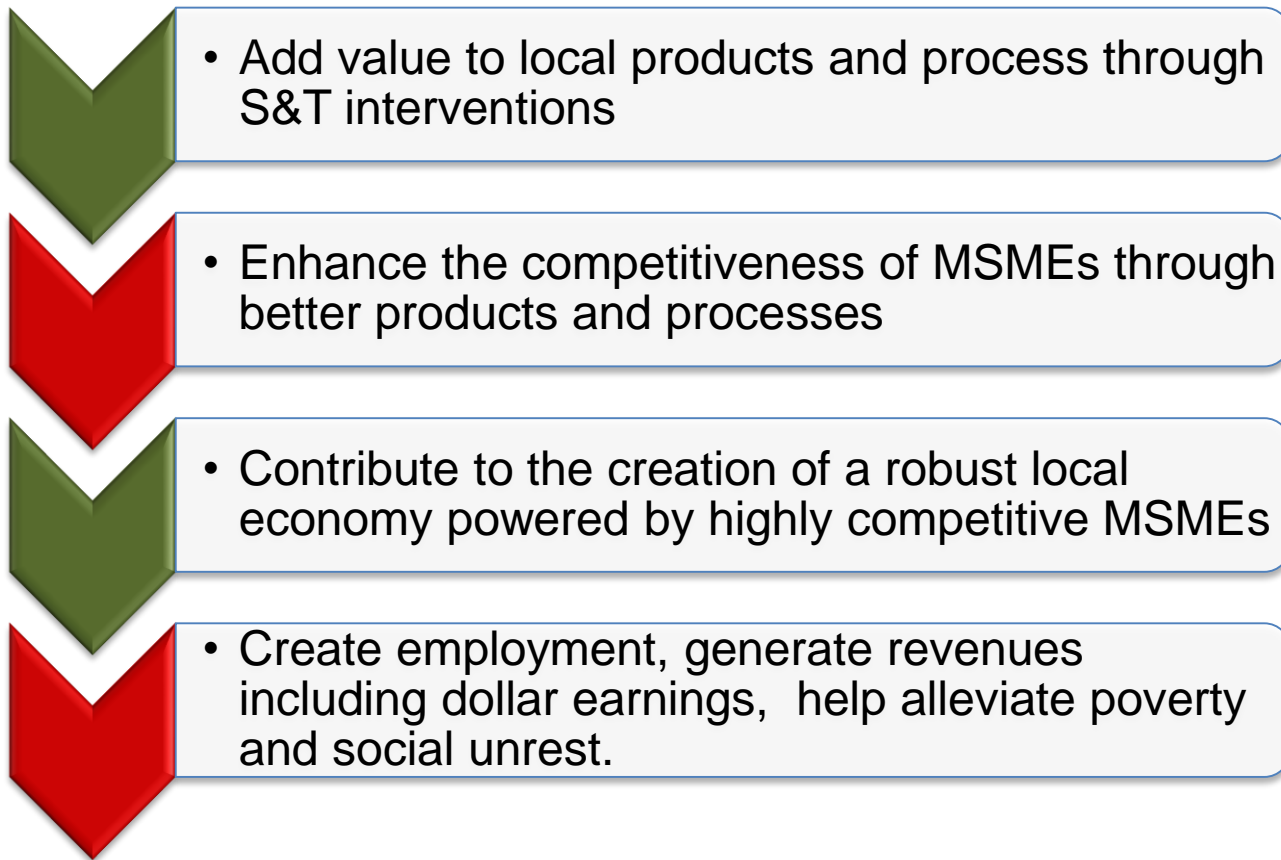 • Add value to local products and process through
S&T interventions
• Enhance the competitiveness of MSMEs through
better products and processes
• Contribute to the creation of a robust local
economy powered by highly competitive MSMEs
• Create employment, generate revenues
including dollar earnings,  help alleviate poverty
and social unrest.